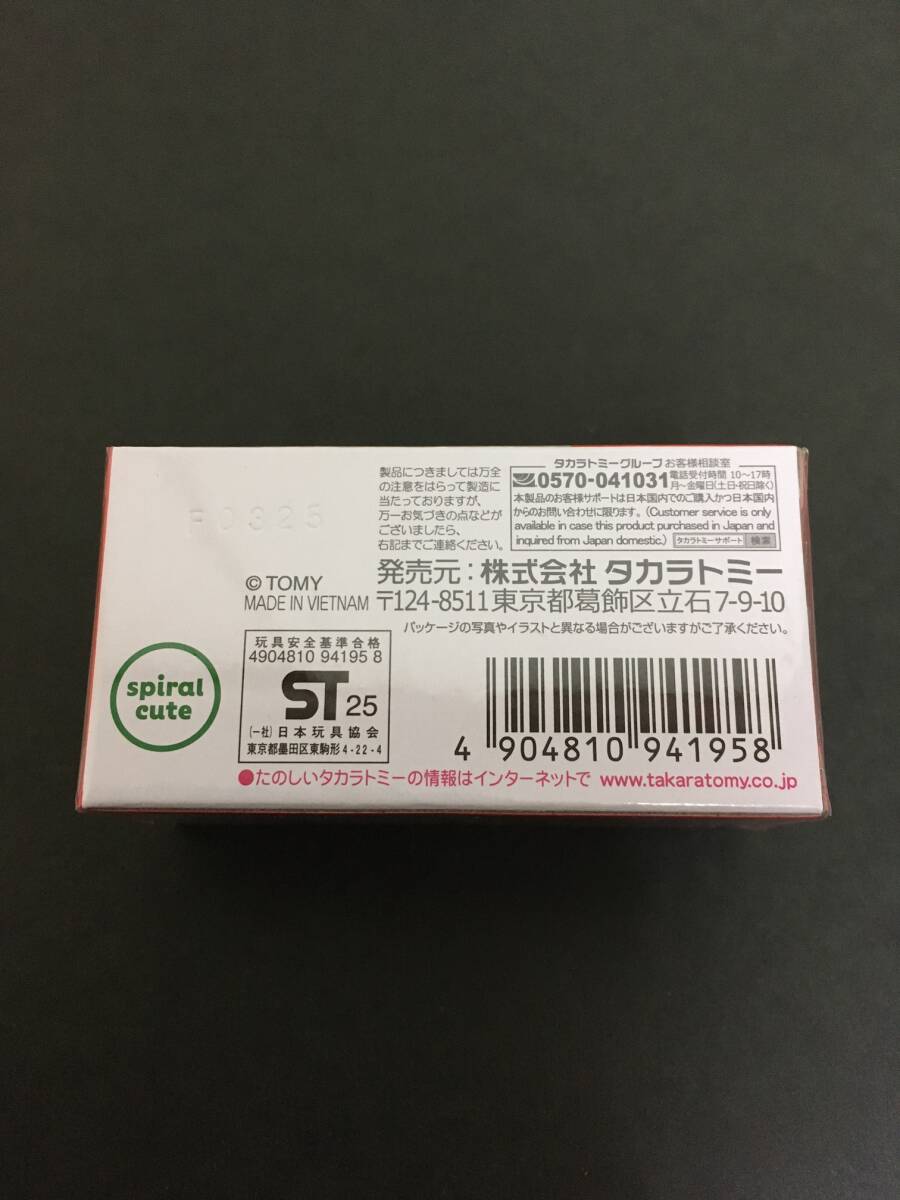 製品につきましては万全
の注意をはらって製造に
当たっておりますが、
万一お気づきの点などが
ございましたら、
右記までご連絡ください。
タカラトミーグループ お客様相談室
0570-041031 電話受付時間 10〜17時
月〜金曜日(土日・祝日除く)
本製品のお客様サポートは日本国内でのご購入かつ日本国内
からのお問い合わせに限ります。(Customer service is only
available in case this product purchased in Japan and
inquired from Japan domestic.) タカラトミーサポート 検索
© TOMY
MADE IN VIETNAM
発売元：株式会社 タカラトミー
〒124-8511 東京都葛飾区立石7-9-10
パッケージの写真やイラストと異なる場合がございますがご了承ください。
spiral
cute
玩具安全基準合格
4904810 94195 8
ST 25
(一社)日本玩具協会
東京都墨田区東駒形4-22-4
4 904810 941958
●たのしいタカラトミーの情報はインターネットで www.takaratomy.co.jp